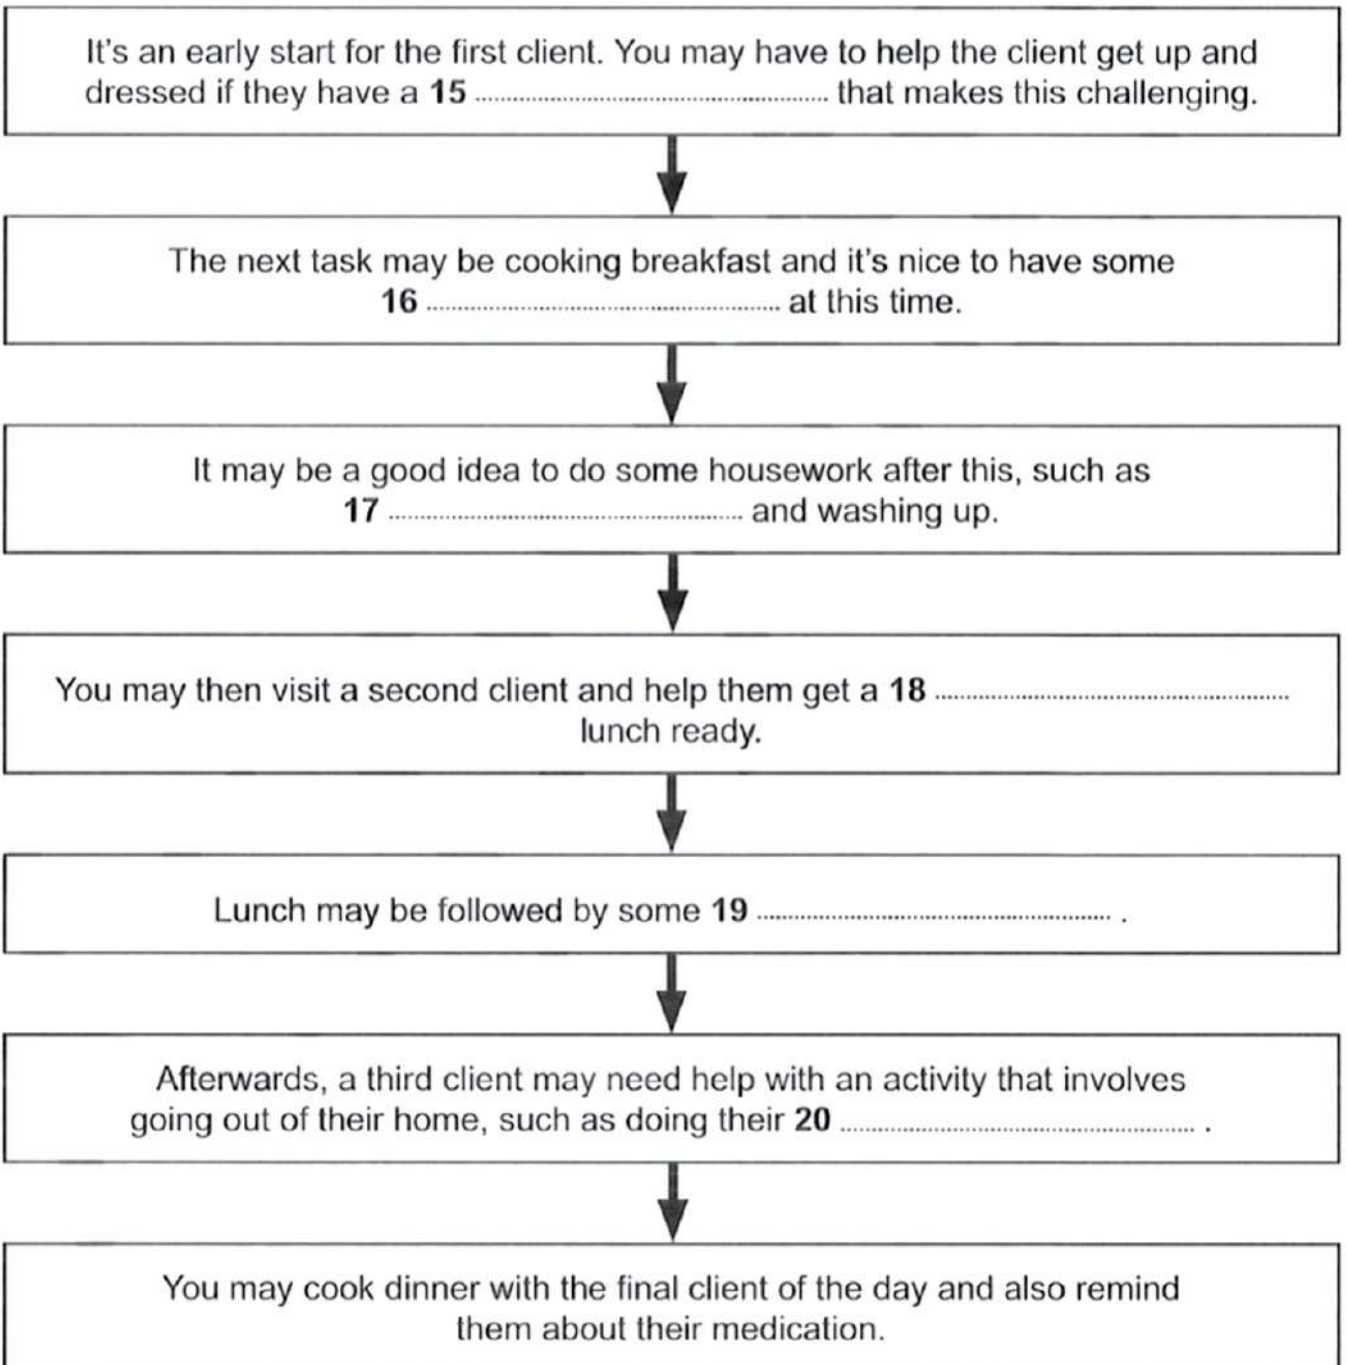 It's an early start for the first client. You may have to help the client get up and
dressed if they have a 15 ........................................ that makes this challenging.
The next task may be cooking breakfast and it's nice to have some
16 ........................................ at this time.
It may be a good idea to do some housework after this, such as
17 ........................................ and washing up.
You may then visit a second client and help them get a 18 ........................................
lunch ready.
Lunch may be followed by some 19 ........................................ .
Afterwards, a third client may need help with an activity that involves
going out of their home, such as doing their 20 ........................................ .
You may cook dinner with the final client of the day and also remind
them about their medication.